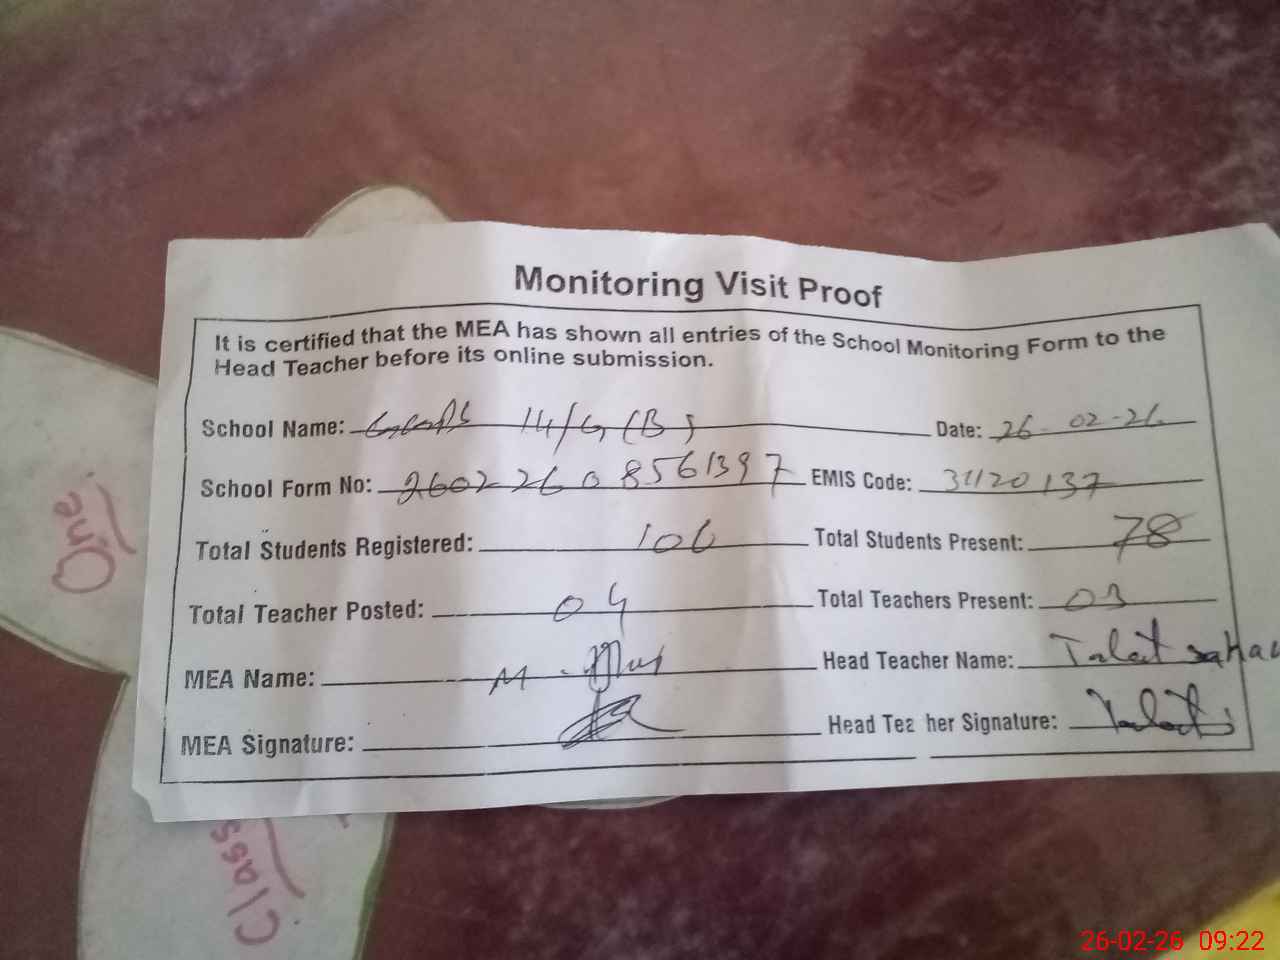 Monitoring Visit Proof
It is certified that the MEA has shown all entries of the School Monitoring Form to the
Head Teacher before its online submission.
School Name: 14/G (B) Date: 26-02-26
School Form No: 26022608561397 EMIS Code: 31120137
Total Students Registered: 106 Total Students Present: 78
Total Teacher Posted: 04 Total Teachers Present: 03
MEA Name: M. Head Teacher Name: Talat
MEA Signature: Head Tea her Signature:
One
Class
26-02-26 09:22